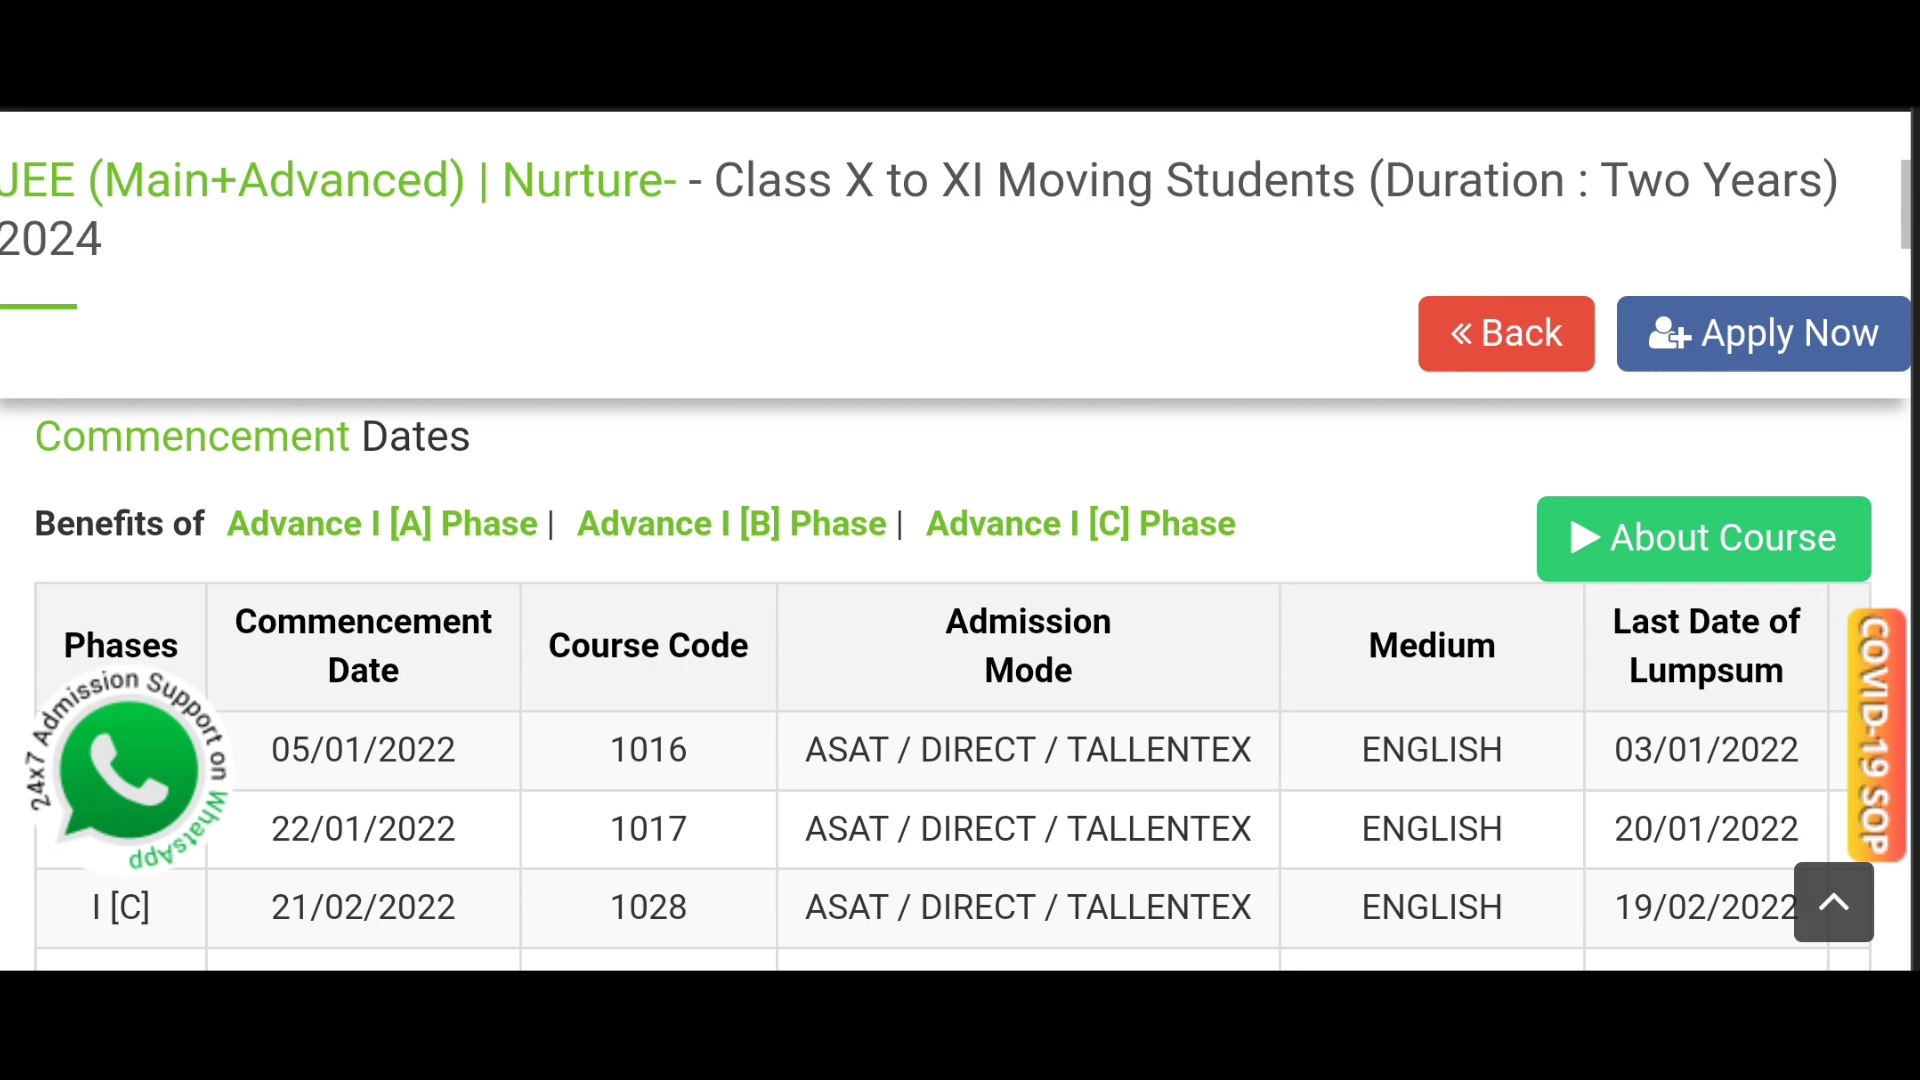 JEE (Main+Advanced) | Nurture- - Class X to XI Moving Students (Duration : Two Years)
2024
« Back
Apply Now
Commencement Dates
Benefits of Advance I [A] Phase | Advance I [B] Phase | Advance I [C] Phase
About Course
Phases Commencement Date Course Code Admission Mode Medium Last Date of Lumpsum
05/01/2022 1016 ASAT / DIRECT / TALLENTEX ENGLISH 03/01/2022
22/01/2022 1017 ASAT / DIRECT / TALLENTEX ENGLISH 20/01/2022
I [C] 21/02/2022 1028 ASAT / DIRECT / TALLENTEX ENGLISH 19/02/2022
24x7 Admission Support on WhatsApp
COVID-19 SOP